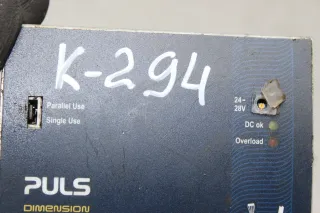 K-294
Parallel Use
Single Use
24-
28V
DC ok
Overload
PULS
DIMENSION